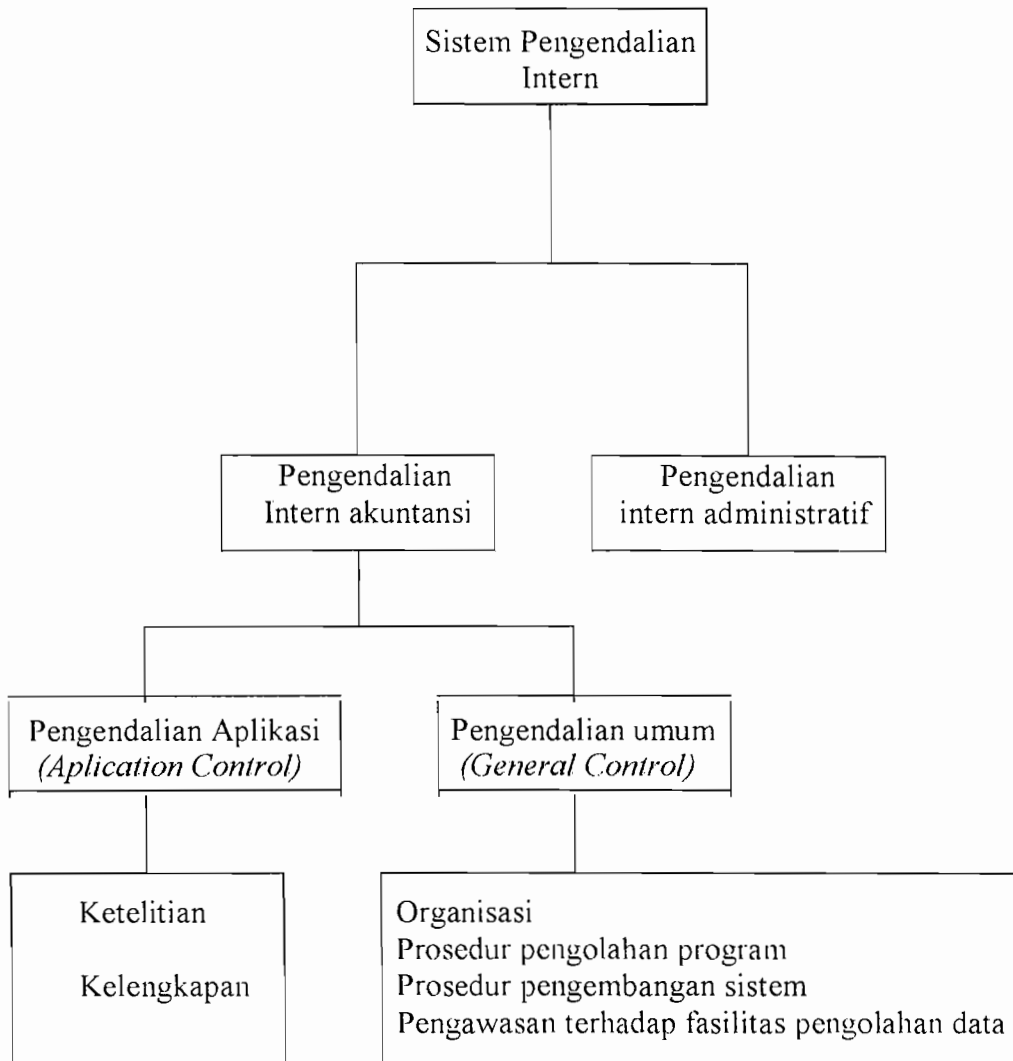 Sistem Pengendalian
Intern
Pengendalian
Intern akuntansi
Pengendalian
intern administratif
Pengendalian Aplikasi
(Aplication Control)
Pengendalian umum
(General Control)
Ketelitian
Kelengkapan
Organisasi
Prosedur pengolahan program
Prosedur pengembangan sistem
Pengawasan terhadap fasilitas pengolahan data